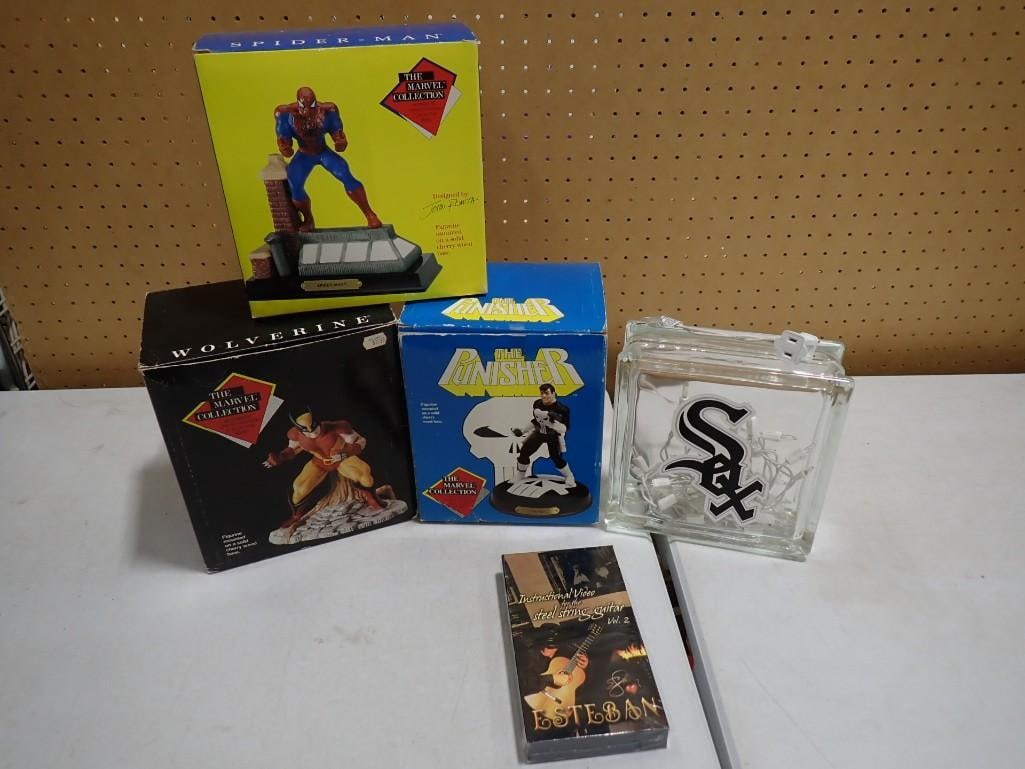 SPIDER-MAN
THE
MARVEL
COLLECTION
Designed by
Figurine
mounted
on a solid
cherry wood
base.
SPIDER-MAN
WOLVERINE
THE
MARVEL
COLLECTION
Figurine
mounted
on a solid
cherry wood
base.
THE
PUNISHER
THE
PUNISHER
Figurine
mounted
on a solid
cherry
wood base.
THE
MARVEL
COLLECTION
Sox
Instructional Video
for the
steel string guitar
Vol. 2
ESTEBAN